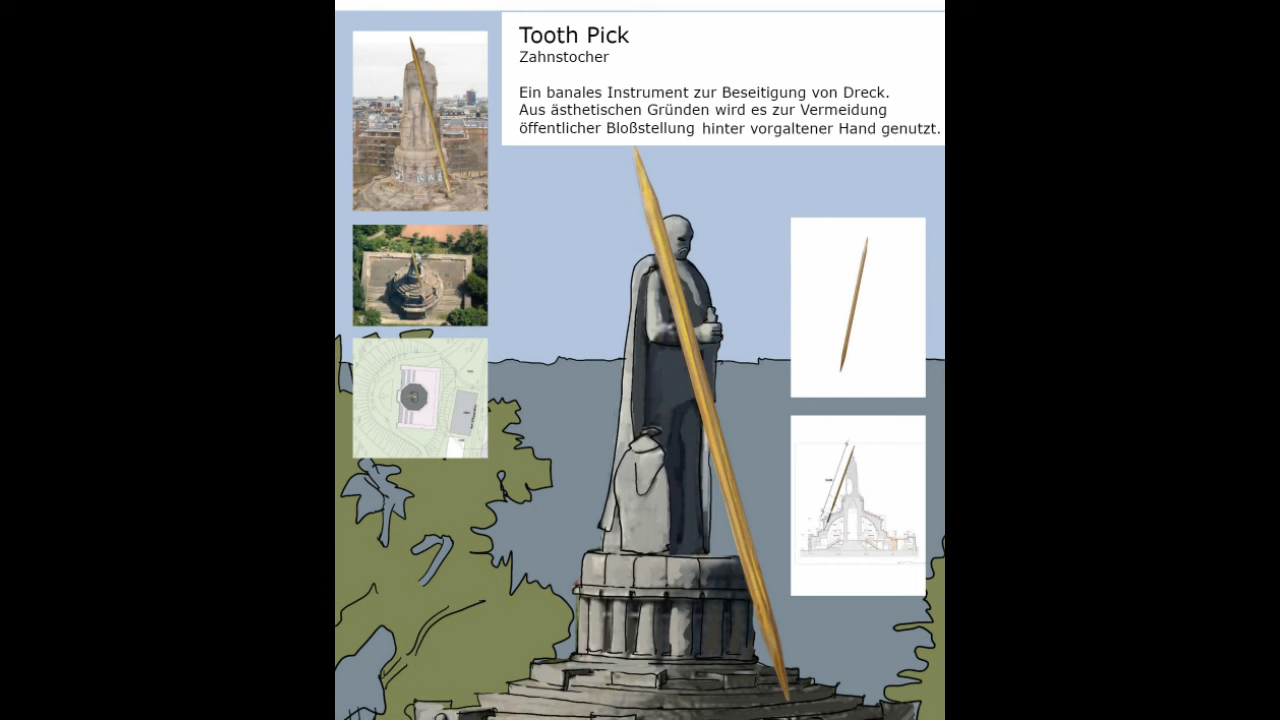 Tooth Pick
Zahnstocher
Ein banales Instrument zur Beseitigung von Dreck.
Aus ästhetischen Gründen wird es zur Vermeidung
öffentlicher Bloßstellung hinter vorgaltener Hand genutzt.